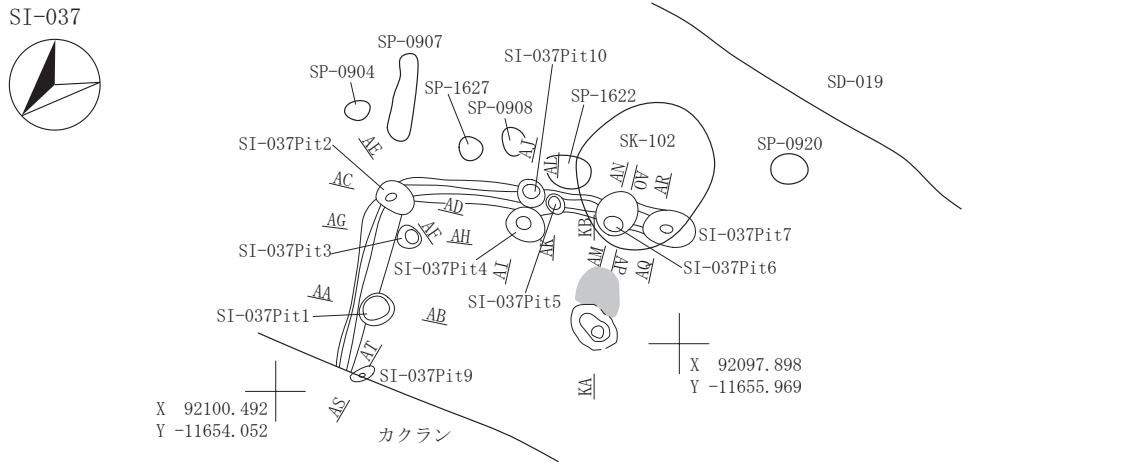 SI-037
SP-0907
SI-037Pit10
SP-0904
SD-019
SP-1627
SP-1622
SP-0908
SK-102
SI-037Pit2
AE
AJ
AL
SP-0920
AC
AN
AO
AR
AD
AG
AF
AH
KB
SI-037Pit7
SI-037Pit3
AK
AM
AP
AQ
SI-037Pit4
AI
SI-037Pit6
AA
SI-037Pit5
SI-037Pit1
AB
AT
X 92097.898
SI-037Pit9
Y -11655.969
KA
AS
X 92100.492
Y -11654.052
カクラン